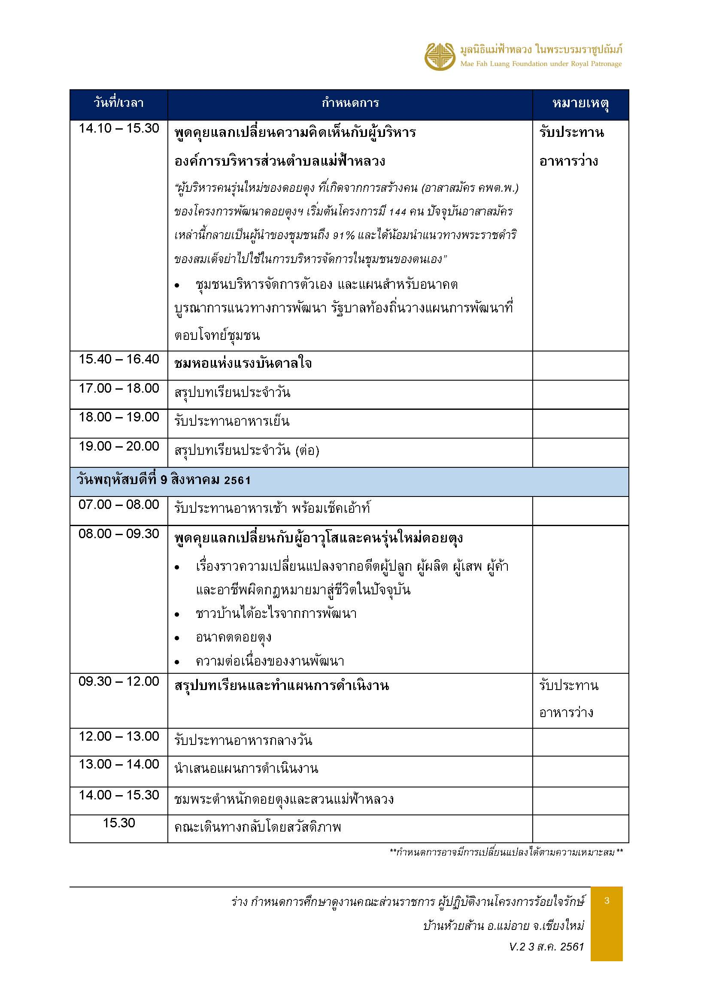 มูลนิธิแม่ฟ้าหลวง ในพระบรมราชูปถัมภ์
Mae Fah Luang Foundation under Royal Patronage
วันที่/เวลา กำหนดการ หมายเหตุ
14.10 – 15.30 พูดคุยแลกเปลี่ยนความคิดเห็นกับผู้บริหาร รับประทาน
องค์การบริหารส่วนตำบลแม่ฟ้าหลวง อาหารว่าง
“ผู้บริหารคนรุ่นใหม่ของดอยตุง ที่เกิดจากการสร้างคน (อาสาสมัคร คพต.พ.)
ของโครงการพัฒนาดอยตุงฯ เริ่มต้นโครงการมี 144 คน ปัจจุบันอาสาสมัคร
เหล่านี้กลายเป็นผู้นำของชุมชนถึง 91% และได้น้อมนำแนวทางพระราชดำริ
ของสมเด็จย่าไปใช้ในการบริหารจัดการในชุมชนของตนเอง”
• ชุมชนบริหารจัดการตัวเอง และแผนสำหรับอนาคต
บูรณาการแนวทางการพัฒนา รัฐบาลท้องถิ่นวางแผนการพัฒนาที่
ตอบโจทย์ชุมชน
15.40 – 16.40 ชมหอแห่งแรงบันดาลใจ
17.00 – 18.00 สรุปบทเรียนประจำวัน
18.00 – 19.00 รับประทานอาหารเย็น
19.00 – 20.00 สรุปบทเรียนประจำวัน (ต่อ)
วันพฤหัสบดีที่ 9 สิงหาคม 2561
07.00 – 08.00 รับประทานอาหารเช้า พร้อมเช็คเอ้าท์
08.00 – 09.30 พูดคุยแลกเปลี่ยนกับผู้อาวุโสและคนรุ่นใหม่ดอยตุง
• เรื่องราวความเปลี่ยนแปลงจากอดีตผู้ปลูก ผู้ผลิต ผู้เสพ ผู้ค้า
และอาชีพผิดกฎหมายมาสู่ชีวิตในปัจจุบัน
• ชาวบ้านได้อะไรจากการพัฒนา
• อนาคตดอยตุง
• ความต่อเนื่องของงานพัฒนา
09.30 – 12.00 สรุปบทเรียนและทำแผนการดำเนิงาน รับประทาน
อาหารว่าง
12.00 – 13.00 รับประทานอาหารกลางวัน
13.00 – 14.00 นำเสนอแผนการดำเนินงาน
14.00 – 15.30 ชมพระตำหนักดอยตุงและสวนแม่ฟ้าหลวง
15.30 คณะเดินทางกลับโดยสวัสดิภาพ
**กำหนดการอาจมีการเปลี่ยนแปลงได้ตามความเหมาะสม**
ร่าง กำหนดการศึกษาดูงานคณะส่วนราชการ ผู้ปฏิบัติงานโครงการร้อยใจรักษ์ 3
บ้านห้วยส้าน อ.แม่อาย จ.เชียงใหม่
V.2 3 ส.ค. 2561